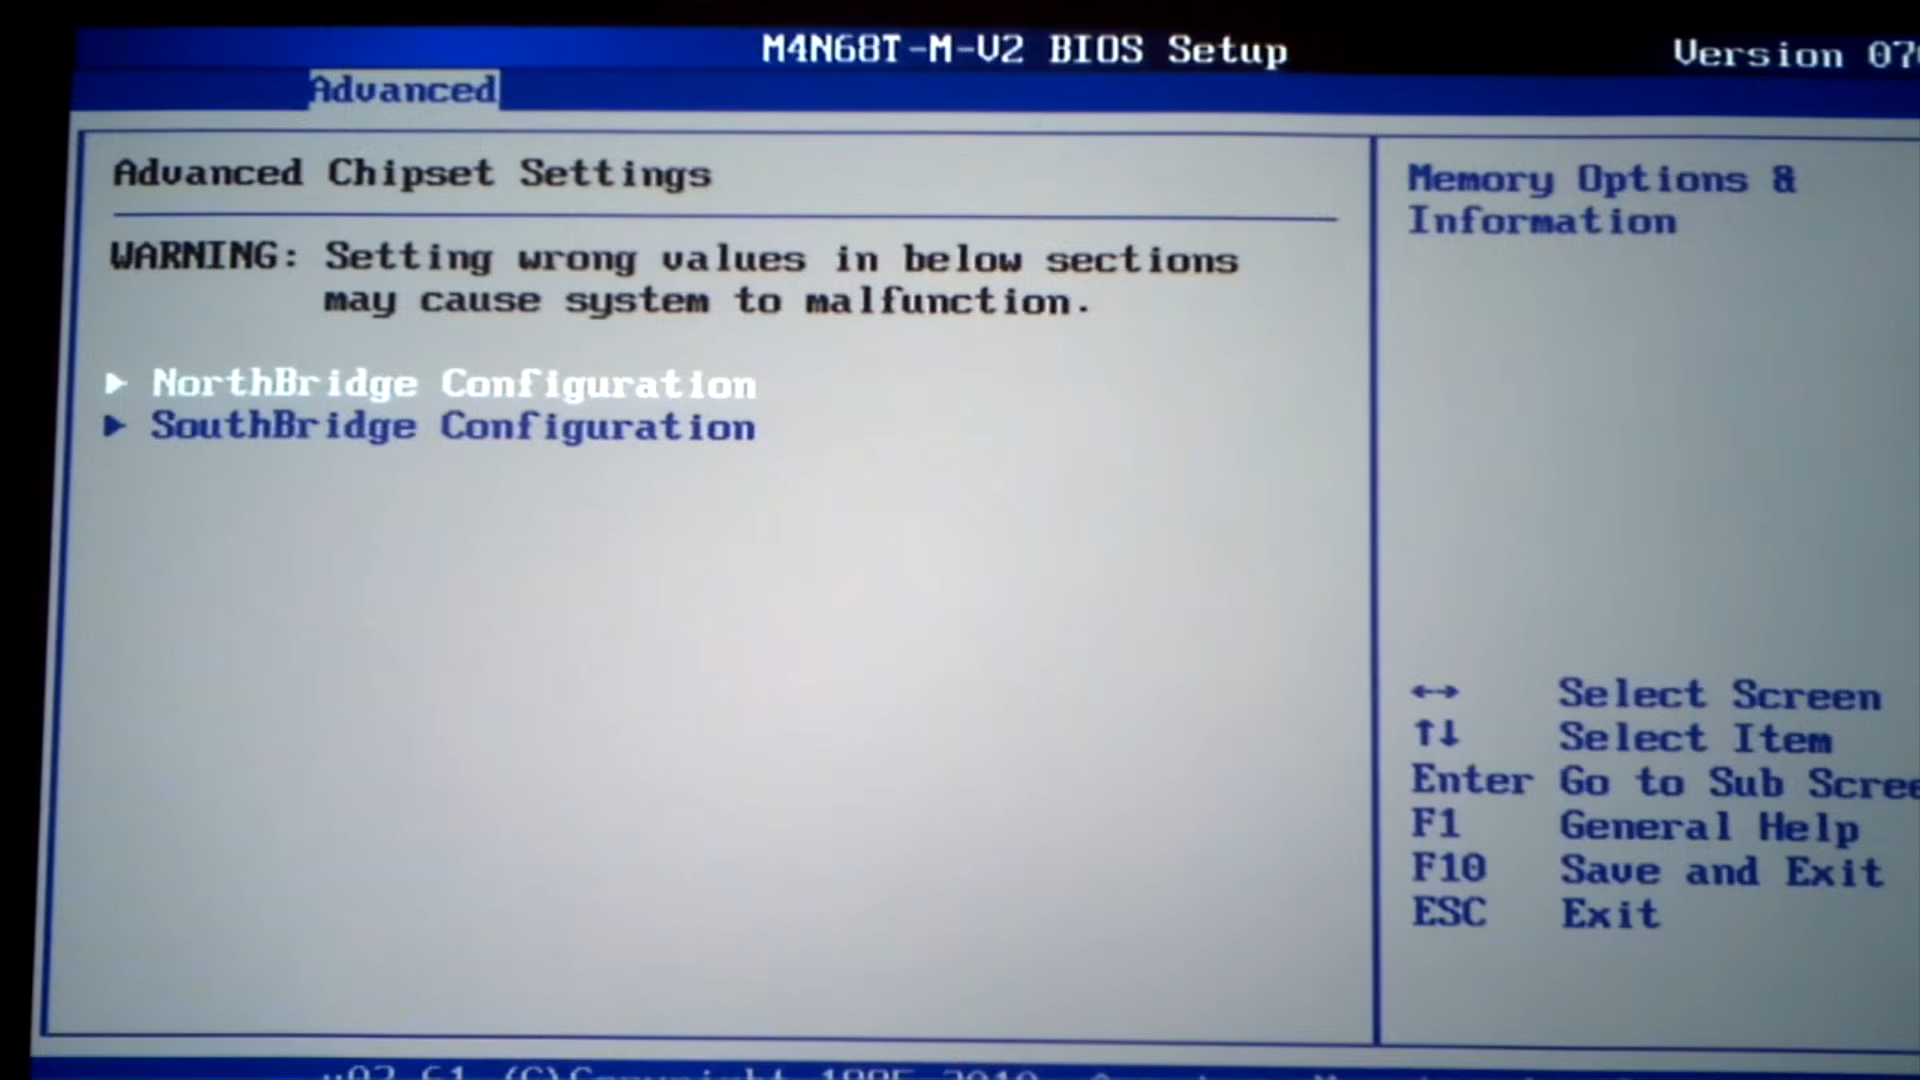 M4N68T-M-V2 BIOS Setup Version
Advanced
Advanced Chipset Settings
WARNING: Setting wrong values in below sections
may cause system to malfunction.
► NorthBridge Configuration
► SouthBridge Configuration
Memory Options &
Information
←→ Select Screen
↑↓ Select Item
Enter Go to Sub
F1 General Help
F10 Save and Exit
ESC Exit